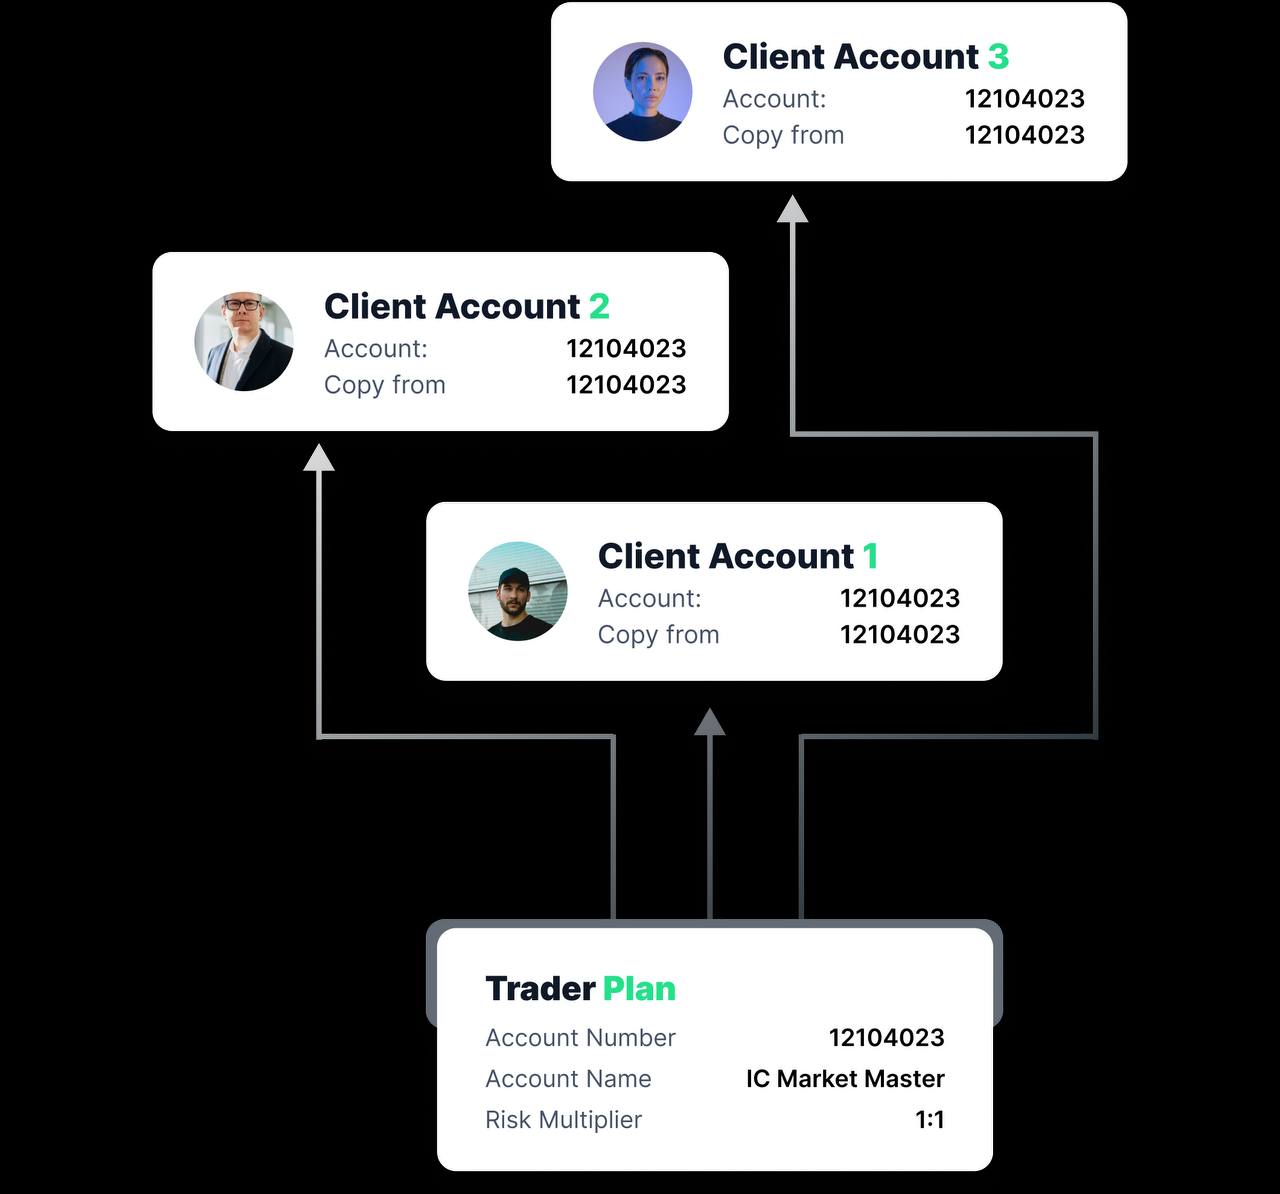 Client Account 3
Account: 12104023
Copy from 12104023
Client Account 2
Account: 12104023
Copy from 12104023
Client Account 1
Account: 12104023
Copy from 12104023
Trader Plan
Account Number 12104023
Account Name IC Market Master
Risk Multiplier 1:1